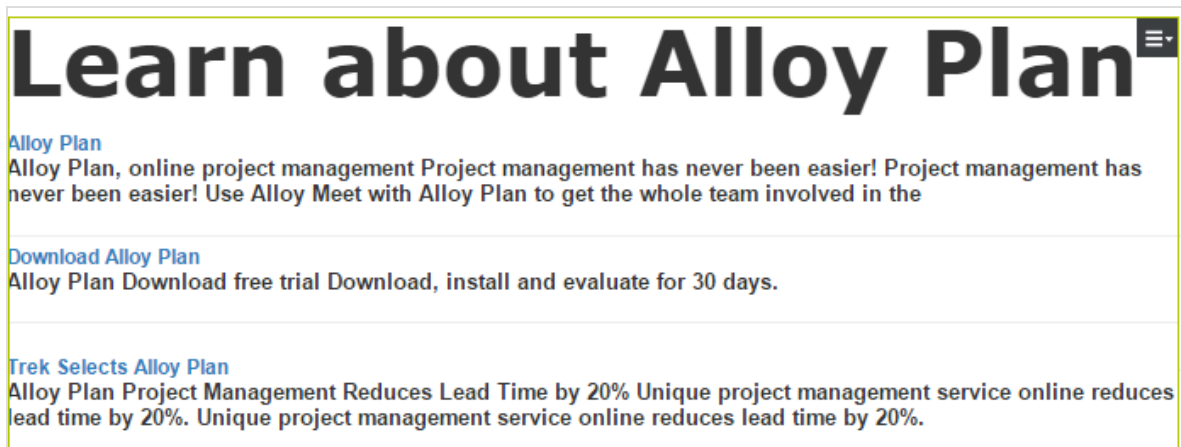 Learn about Alloy Plan
Alloy Plan
Alloy Plan, online project management Project management has never been easier! Project management has
never been easier! Use Alloy Meet with Alloy Plan to get the whole team involved in the
Download Alloy Plan
Alloy Plan Download free trial Download, install and evaluate for 30 days.
Trek Selects Alloy Plan
Alloy Plan Project Management Reduces Lead Time by 20% Unique project management service online reduces
lead time by 20%. Unique project management service online reduces lead time by 20%.